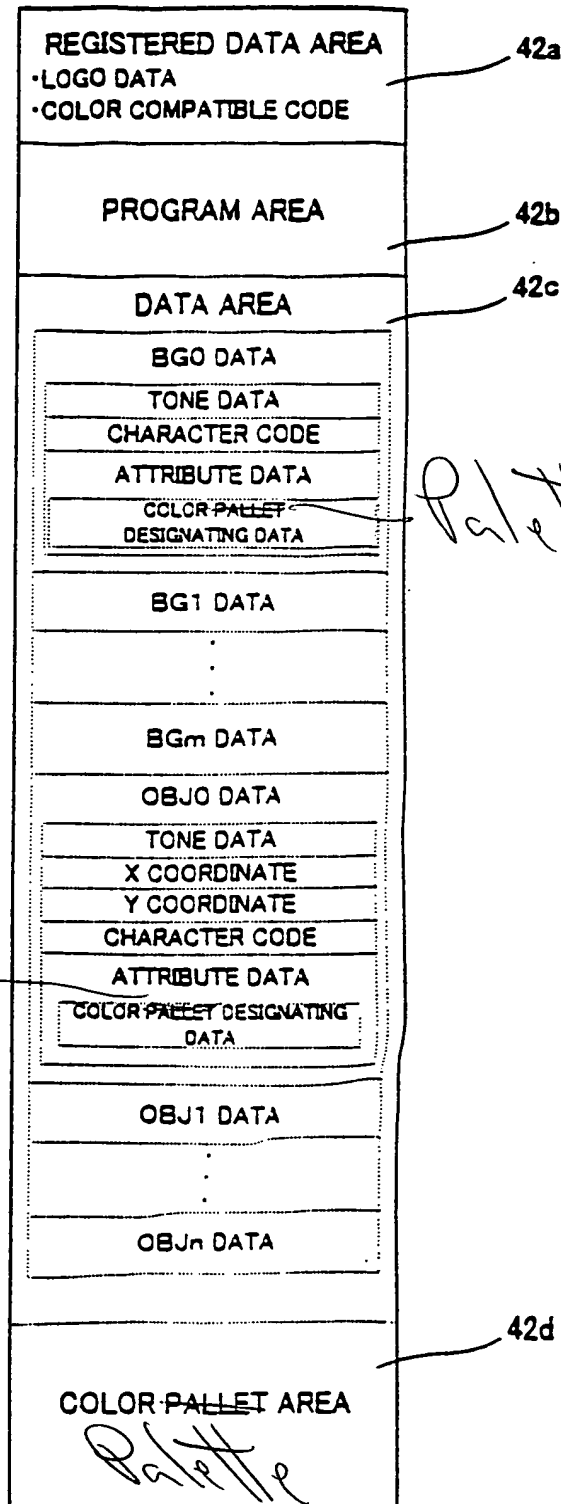 REGISTERED DATA AREA
·LOGO DATA
·COLOR COMPATIBLE CODE
42a
PROGRAM AREA
42b
DATA AREA
42c
BG0 DATA
TONE DATA
CHARACTER CODE
ATTRIBUTE DATA
COLOR PALLET
DESIGNATING DATA
BG1 DATA
BGm DATA
OBJ0 DATA
TONE DATA
X COORDINATE
Y COORDINATE
CHARACTER CODE
ATTRIBUTE DATA
COLOR PALLET DESIGNATING
DATA
OBJ1 DATA
OBJn DATA
42d
COLOR PALLET AREA
Palette